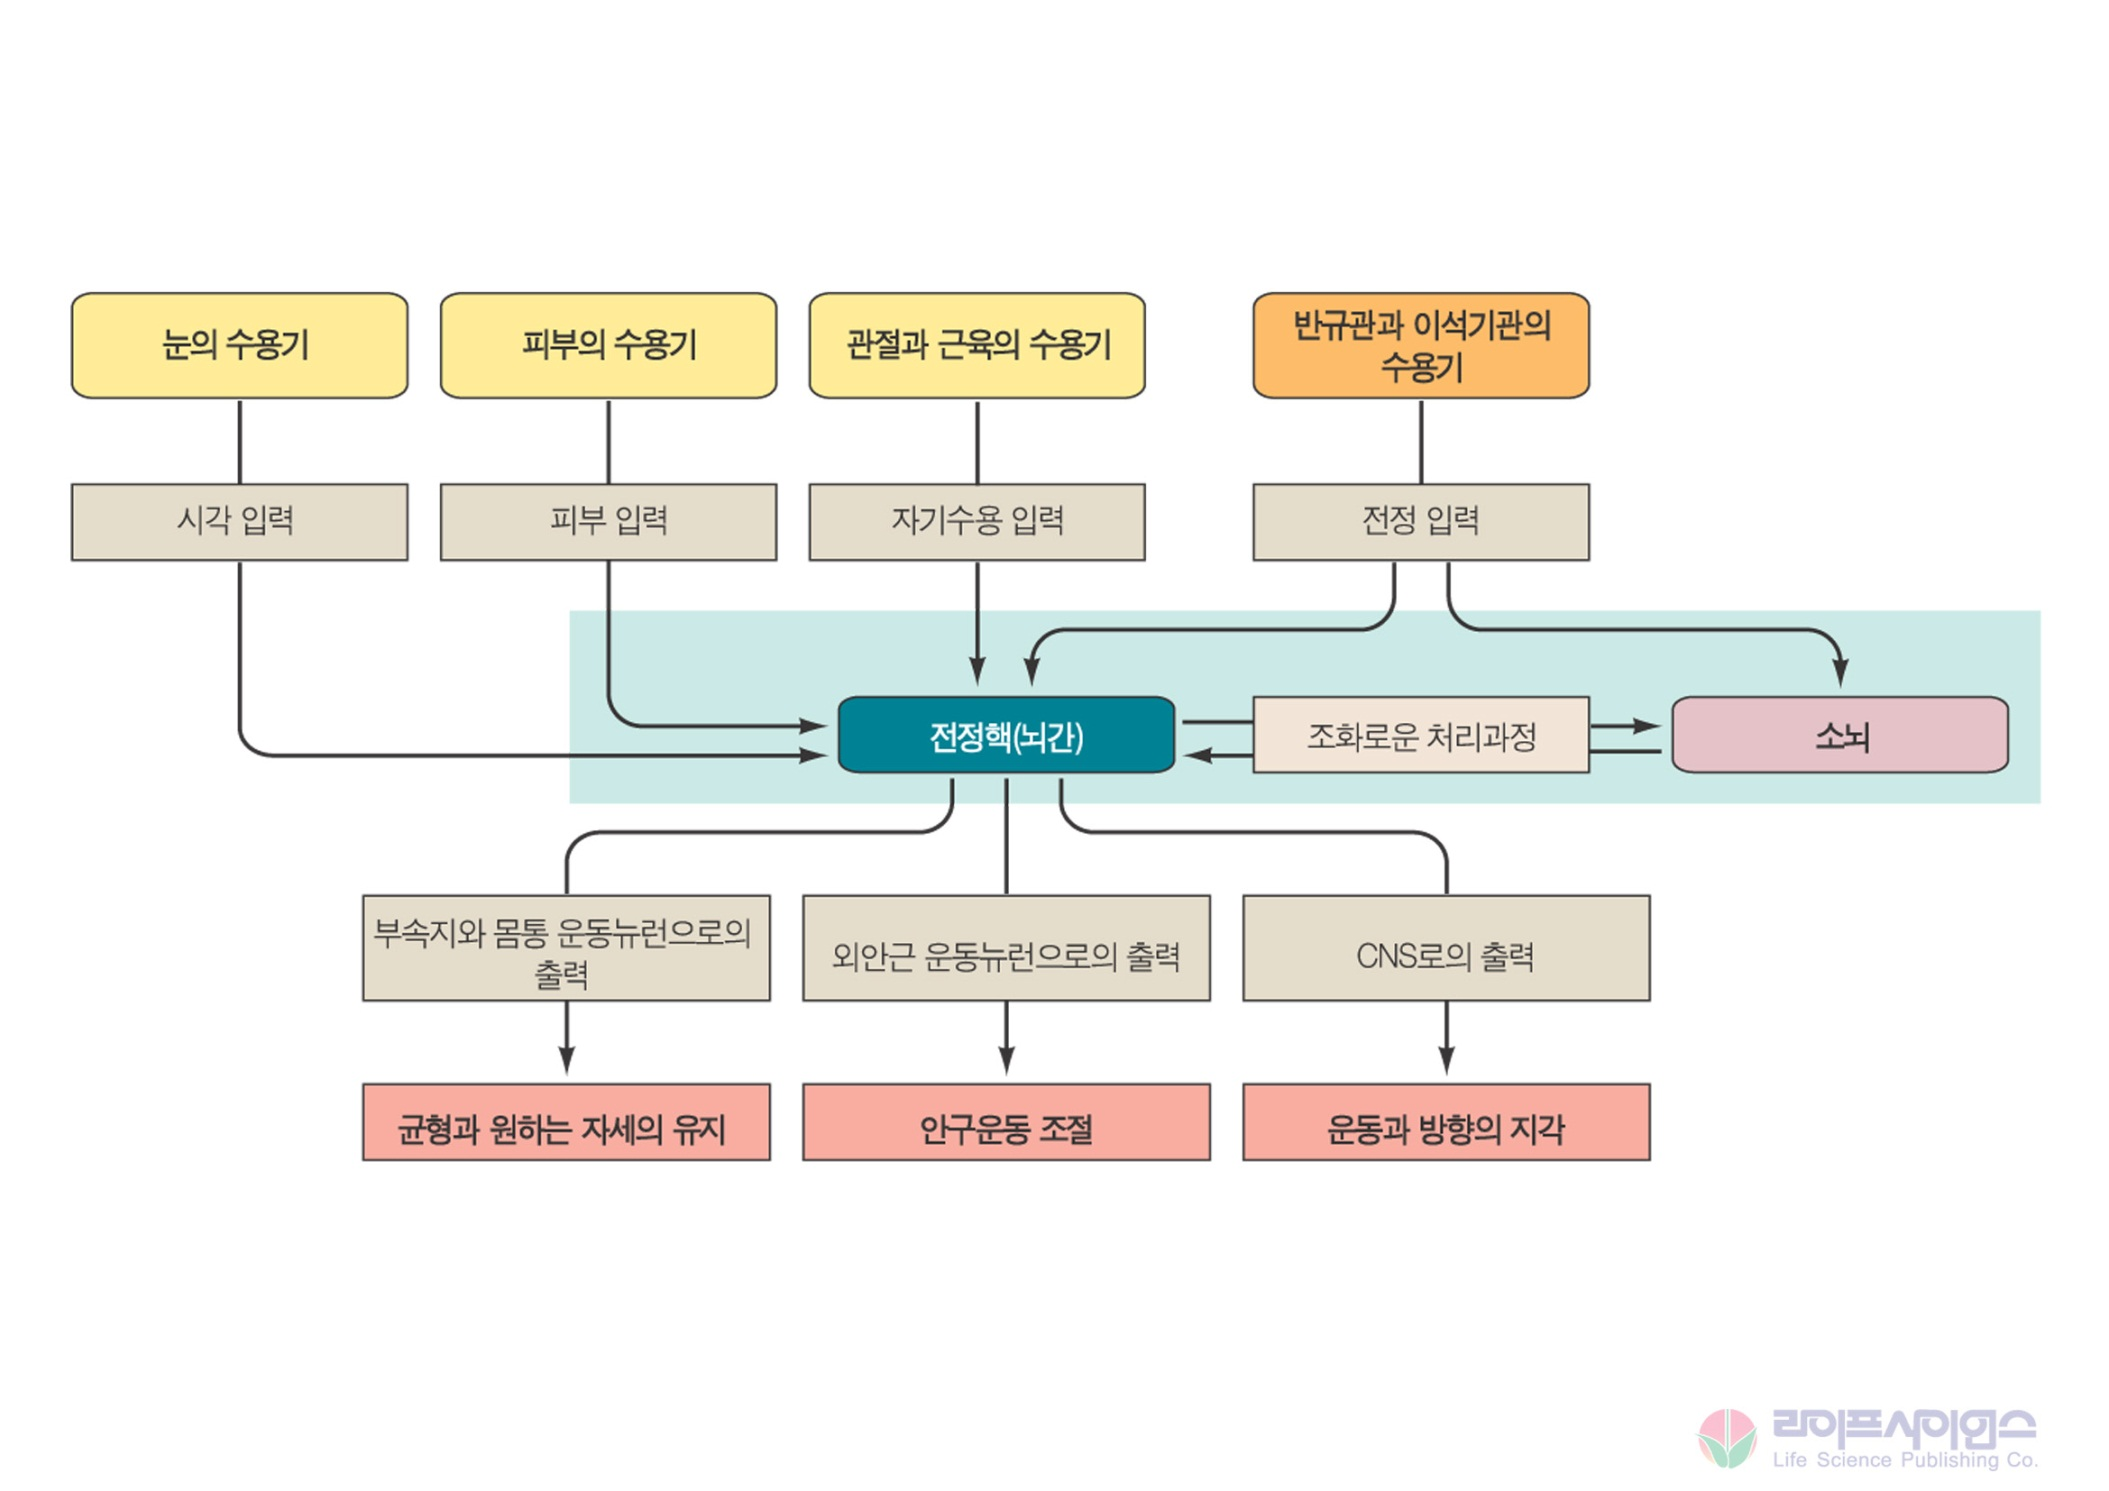 눈의 수용기
피부의 수용기
관절과 근육의 수용기
반규관과 이석기관의
수용기
시각 입력
피부 입력
자기수용 입력
전정 입력
전정핵(뇌간)
조화로운 처리과정
소뇌
부속지와 몸통 운동뉴런으로의
출력
외안근 운동뉴런으로의 출력
CNS로의 출력
균형과 원하는 자세의 유지
안구운동 조절
운동과 방향의 지각
라이프사이언스
Life Science Publishing Co.